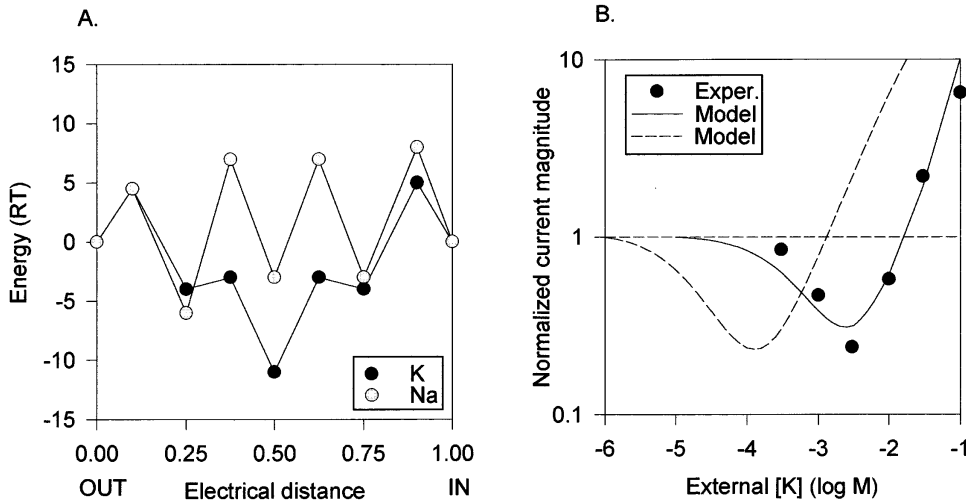 A.
15
10
5
0
-5
-10
-15
Energy (RT)
K
Na
0.00 0.25 0.50 0.75 1.00
OUT Electrical distance IN
B.
10
1
0.1
Normalized current magnitude
Exper.
Model
Model
-6 -5 -4 -3 -2 -1
External [K] (log M)